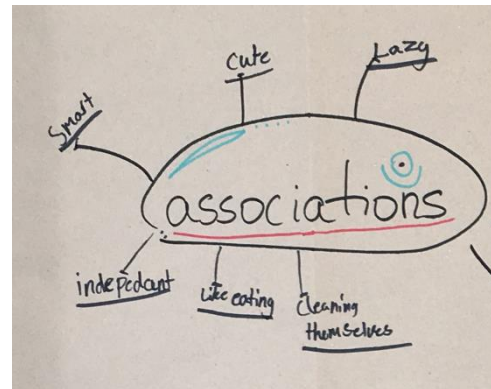 Cute
Lazy
Smart
associations
indepedant
Like eating
Cleaning
themselves